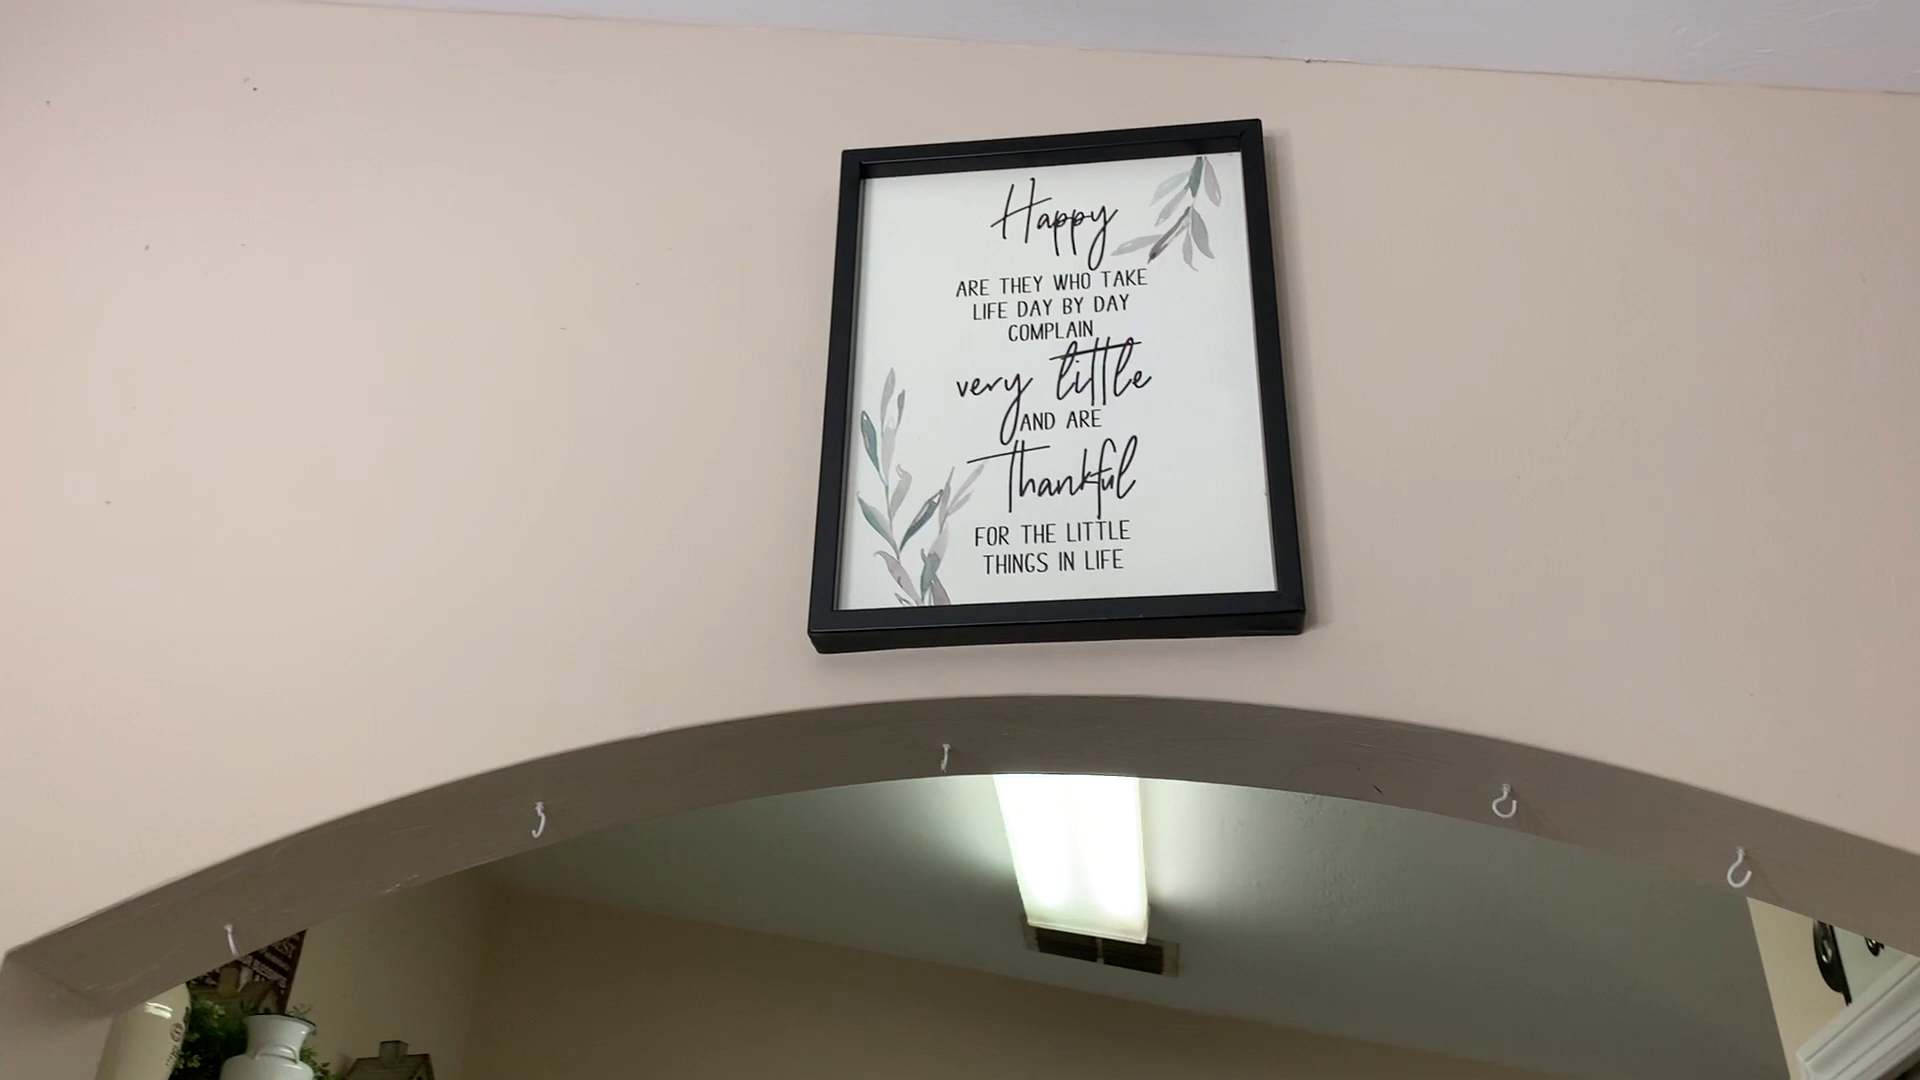 Happy
ARE THEY WHO TAKE
LIFE DAY BY DAY
COMPLAIN
very little
AND ARE
Thankful
FOR THE LITTLE
THINGS IN LIFE